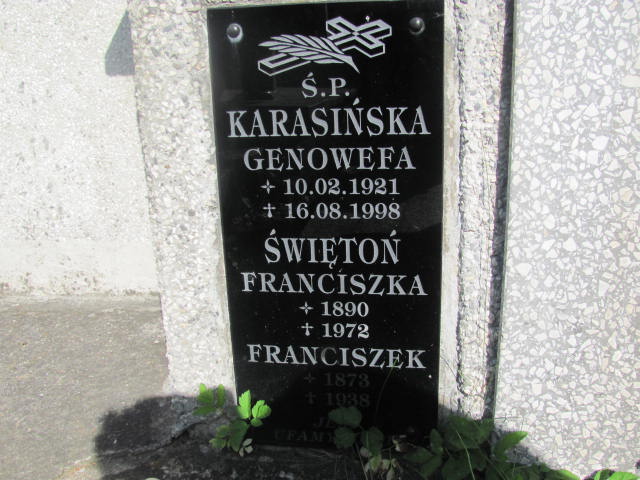 Ś.P.
KARASIŃSKA
GENOWEFA
✧ 10.02.1921
✝ 16.08.1998
ŚWIĘTOŃ
FRANCISZKA
✧ 1890
✝ 1972
FRANCISZEK
✧ 1873
✝ 1938